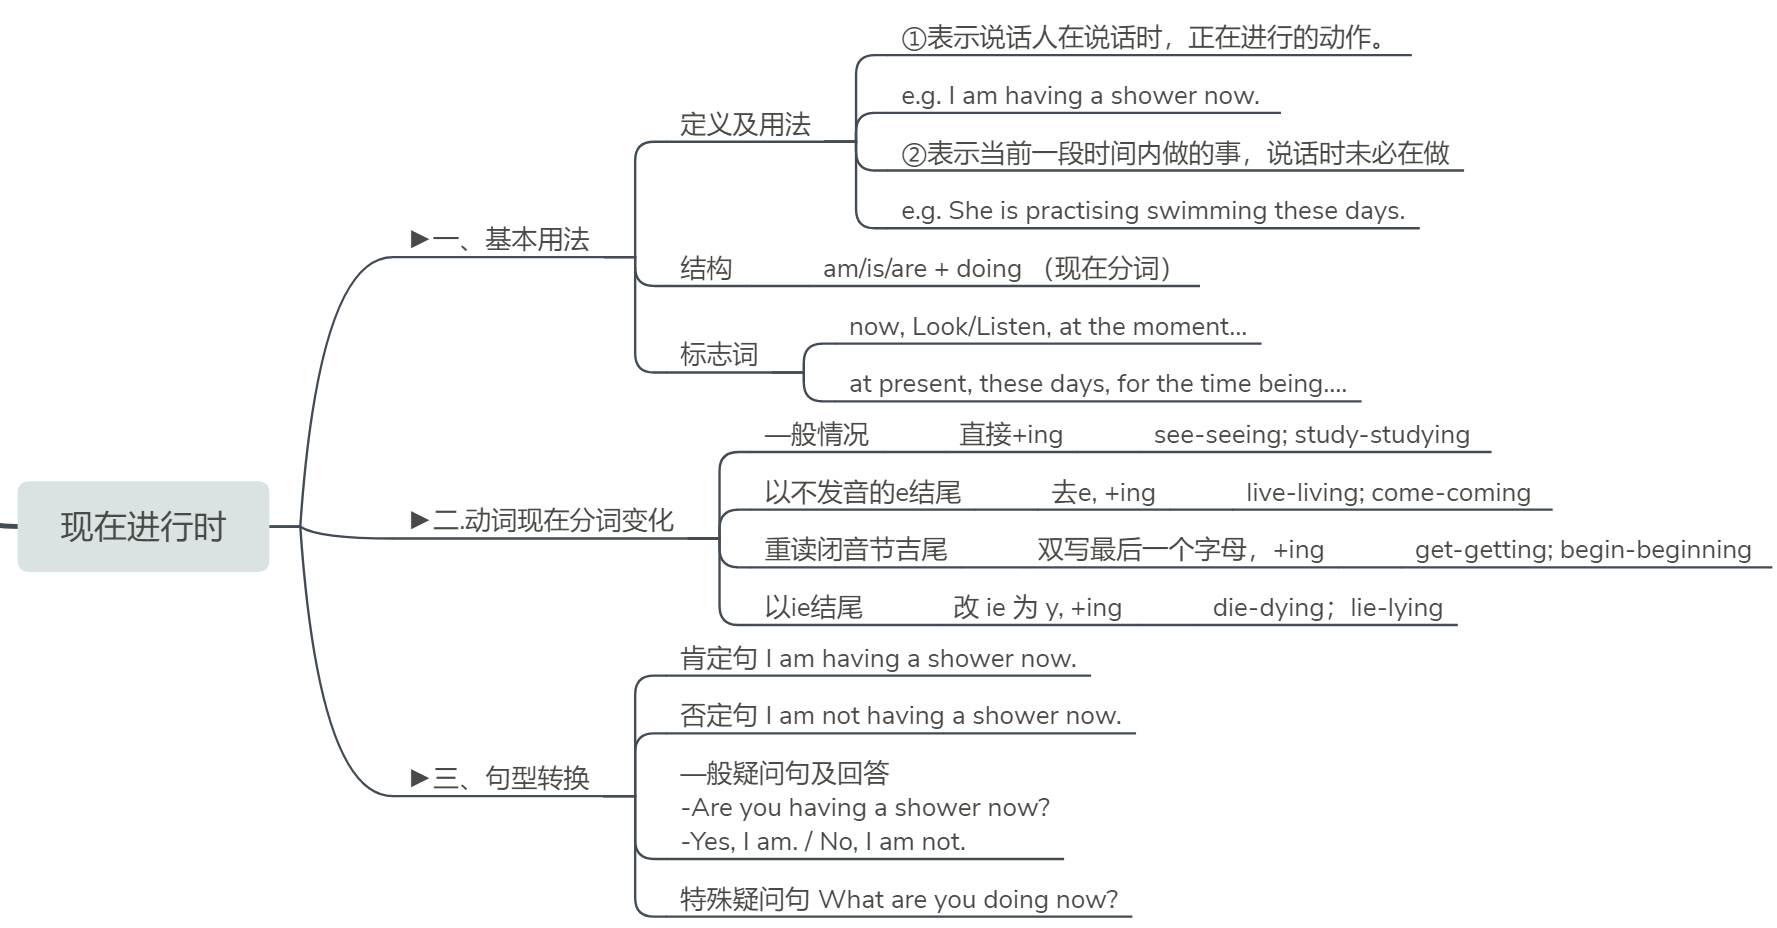 现在进行时
▶一、基本用法
定义及用法
①表示说话人在说话时，正在进行的动作。
e.g. I am having a shower now.
②表示当前一段时间内做的事，说话时未必在做
e.g. She is practising swimming these days.
结构 am/is/are + doing （现在分词）
标志词
now, Look/Listen, at the moment...
at present, these days, for the time being....
▶二.动词现在分词变化
一般情况 直接+ing see-seeing; study-studying
以不发音的e结尾 去e, +ing live-living; come-coming
重读闭音节吉尾 双写最后一个字母，+ing get-getting; begin-beginning
以ie结尾 改 ie 为 y, +ing die-dying；lie-lying
▶三、句型转换
肯定句 I am having a shower now.
否定句 I am not having a shower now.
一般疑问句及回答
-Are you having a shower now?
-Yes, I am. / No, I am not.
特殊疑问句 What are you doing now?